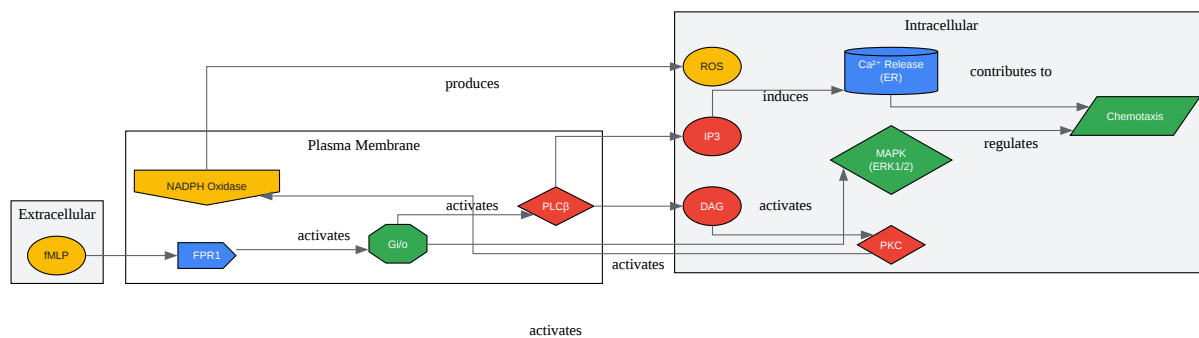 Intracellular
ROS
Ca²⁺ Release
(ER)
contributes to
produces
induces
Chemotaxis
Plasma Membrane
IP3
MAPK
(ERK1/2)
regulates
NADPH Oxidase
activates
PLCβ
DAG
activates
Extracellular
fMLP
FPR1
activates
Gi/o
PKC
activates
activates